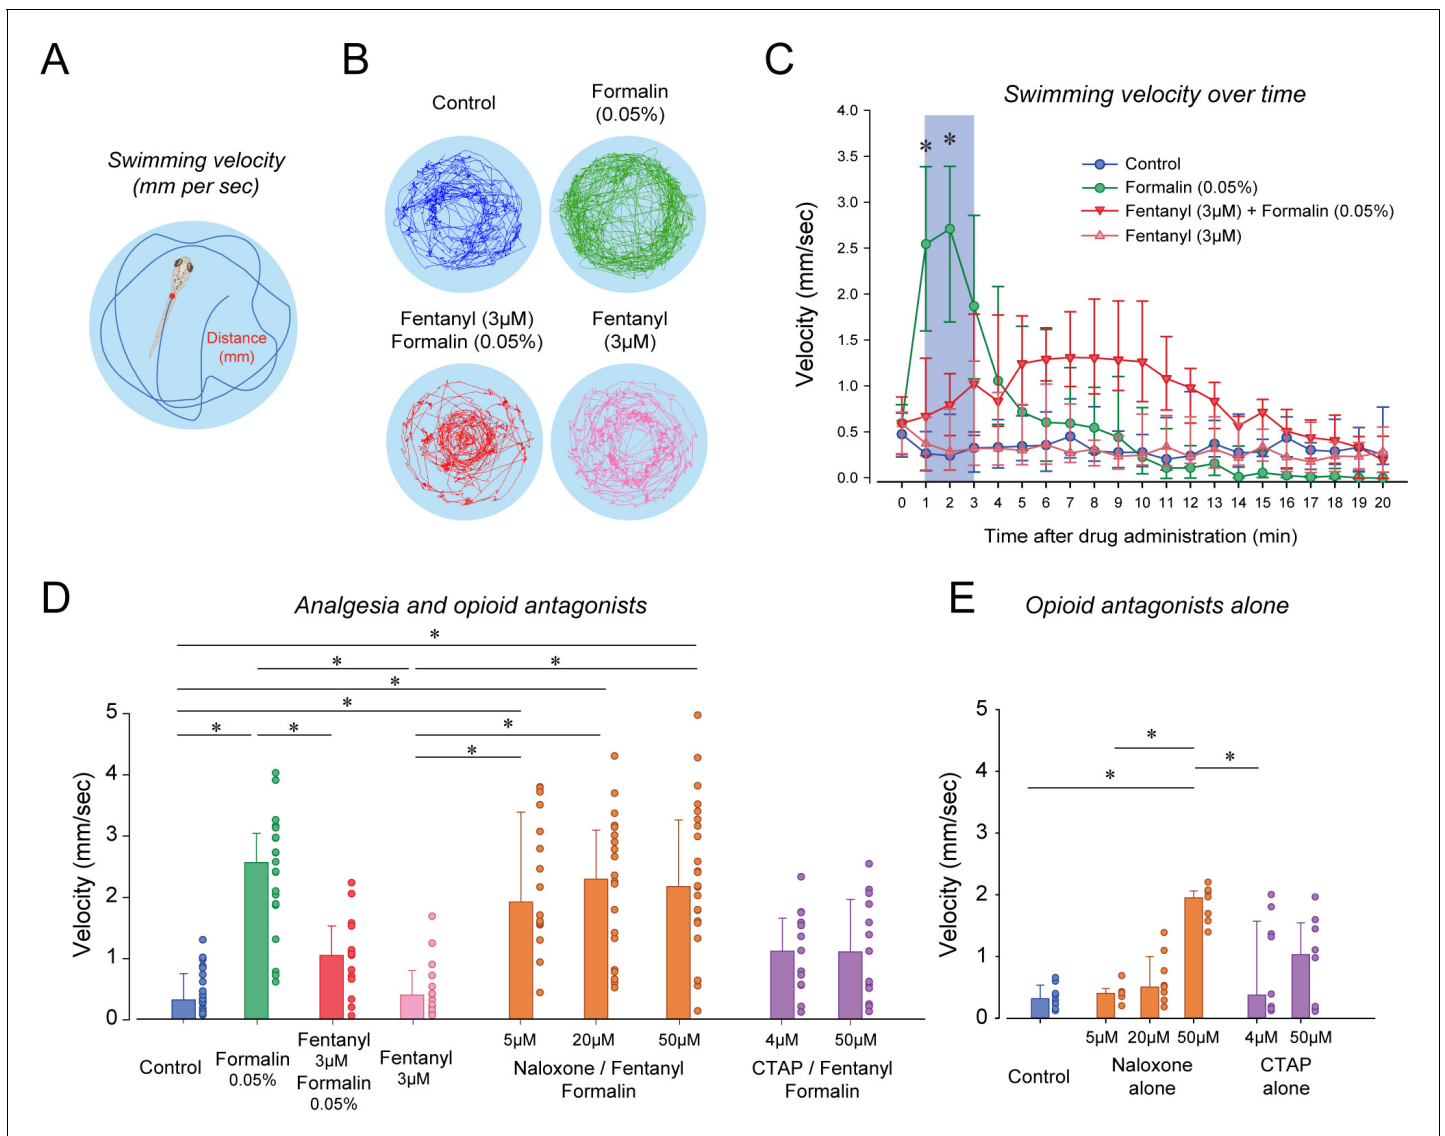 A
Swimming velocity
(mm per sec)
Distance
(mm)
B
Control
Formalin
(0.05%)
Fentanyl (3µM)
Formalin (0.05%)
Fentanyl
(3µM)
C
Swimming velocity over time
4.0
3.5
3.0
2.5
2.0
1.5
1.0
0.5
0.0
Velocity (mm/sec)
* *
Control
Formalin (0.05%)
Fentanyl (3µM) + Formalin (0.05%)
Fentanyl (3µM)
0 1 2 3 4 5 6 7 8 9 10 11 12 13 14 15 16 17 18 19 20
Time after drug administration (min)
D
Analgesia and opioid antagonists
*
* *
*
*
* * *
*
5
4
3
2
1
0
Velocity (mm/sec)
Control
Formalin
0.05%
Fentanyl
3µM
Formalin
0.05%
Fentanyl
3µM
5µM 20µM 50µM
Naloxone / Fentanyl
Formalin
4µM 50µM
CTAP / Fentanyl
Formalin
E
Opioid antagonists alone
*
*
*
5
4
3
2
1
0
Velocity (mm/sec)
Control
5µM 20µM 50µM
Naloxone
alone
4µM 50µM
CTAP
alone